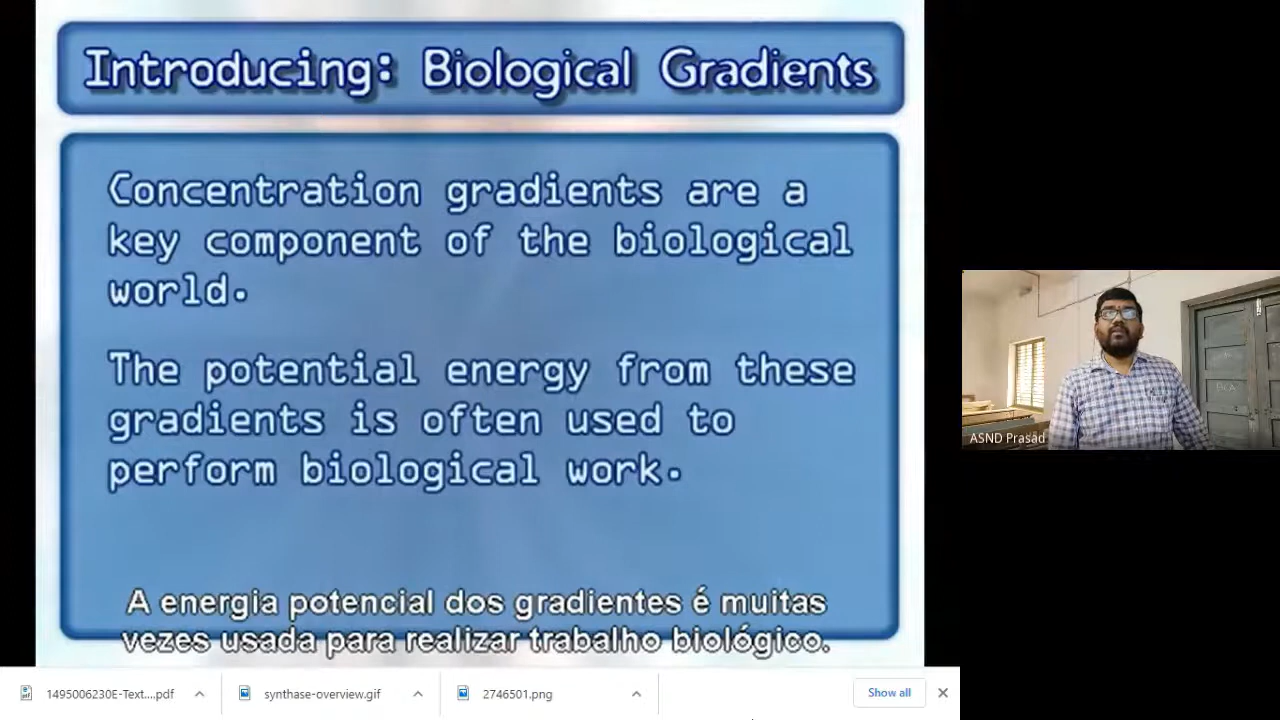 Introducing: Biological Gradients
Concentration gradients are a
key component of the biological
world.
The potential energy from these
gradients is often used to
perform biological work.
A energia potencial dos gradientes é muitas
vezes usada para realizar trabalho biológico.
ASND Prasad
BCA
1495006230E-Text....pdf
synthase-overview.gif
2746501.png
Show all